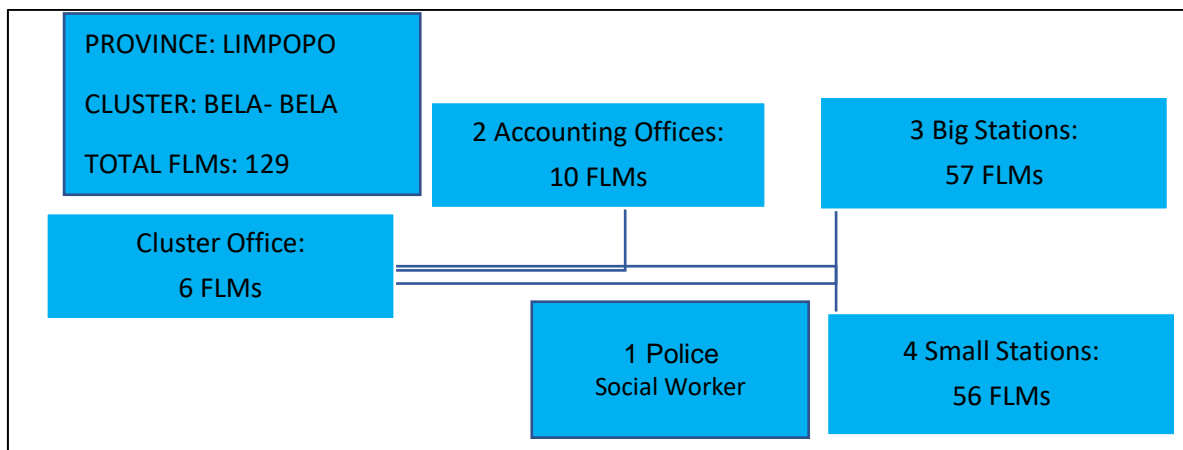 PROVINCE: LIMPOPO
CLUSTER: BELA- BELA
TOTAL FLMs: 129
2 Accounting Offices:
10 FLMs
3 Big Stations:
57 FLMs
Cluster Office:
6 FLMs
1 Police
Social Worker
4 Small Stations:
56 FLMs